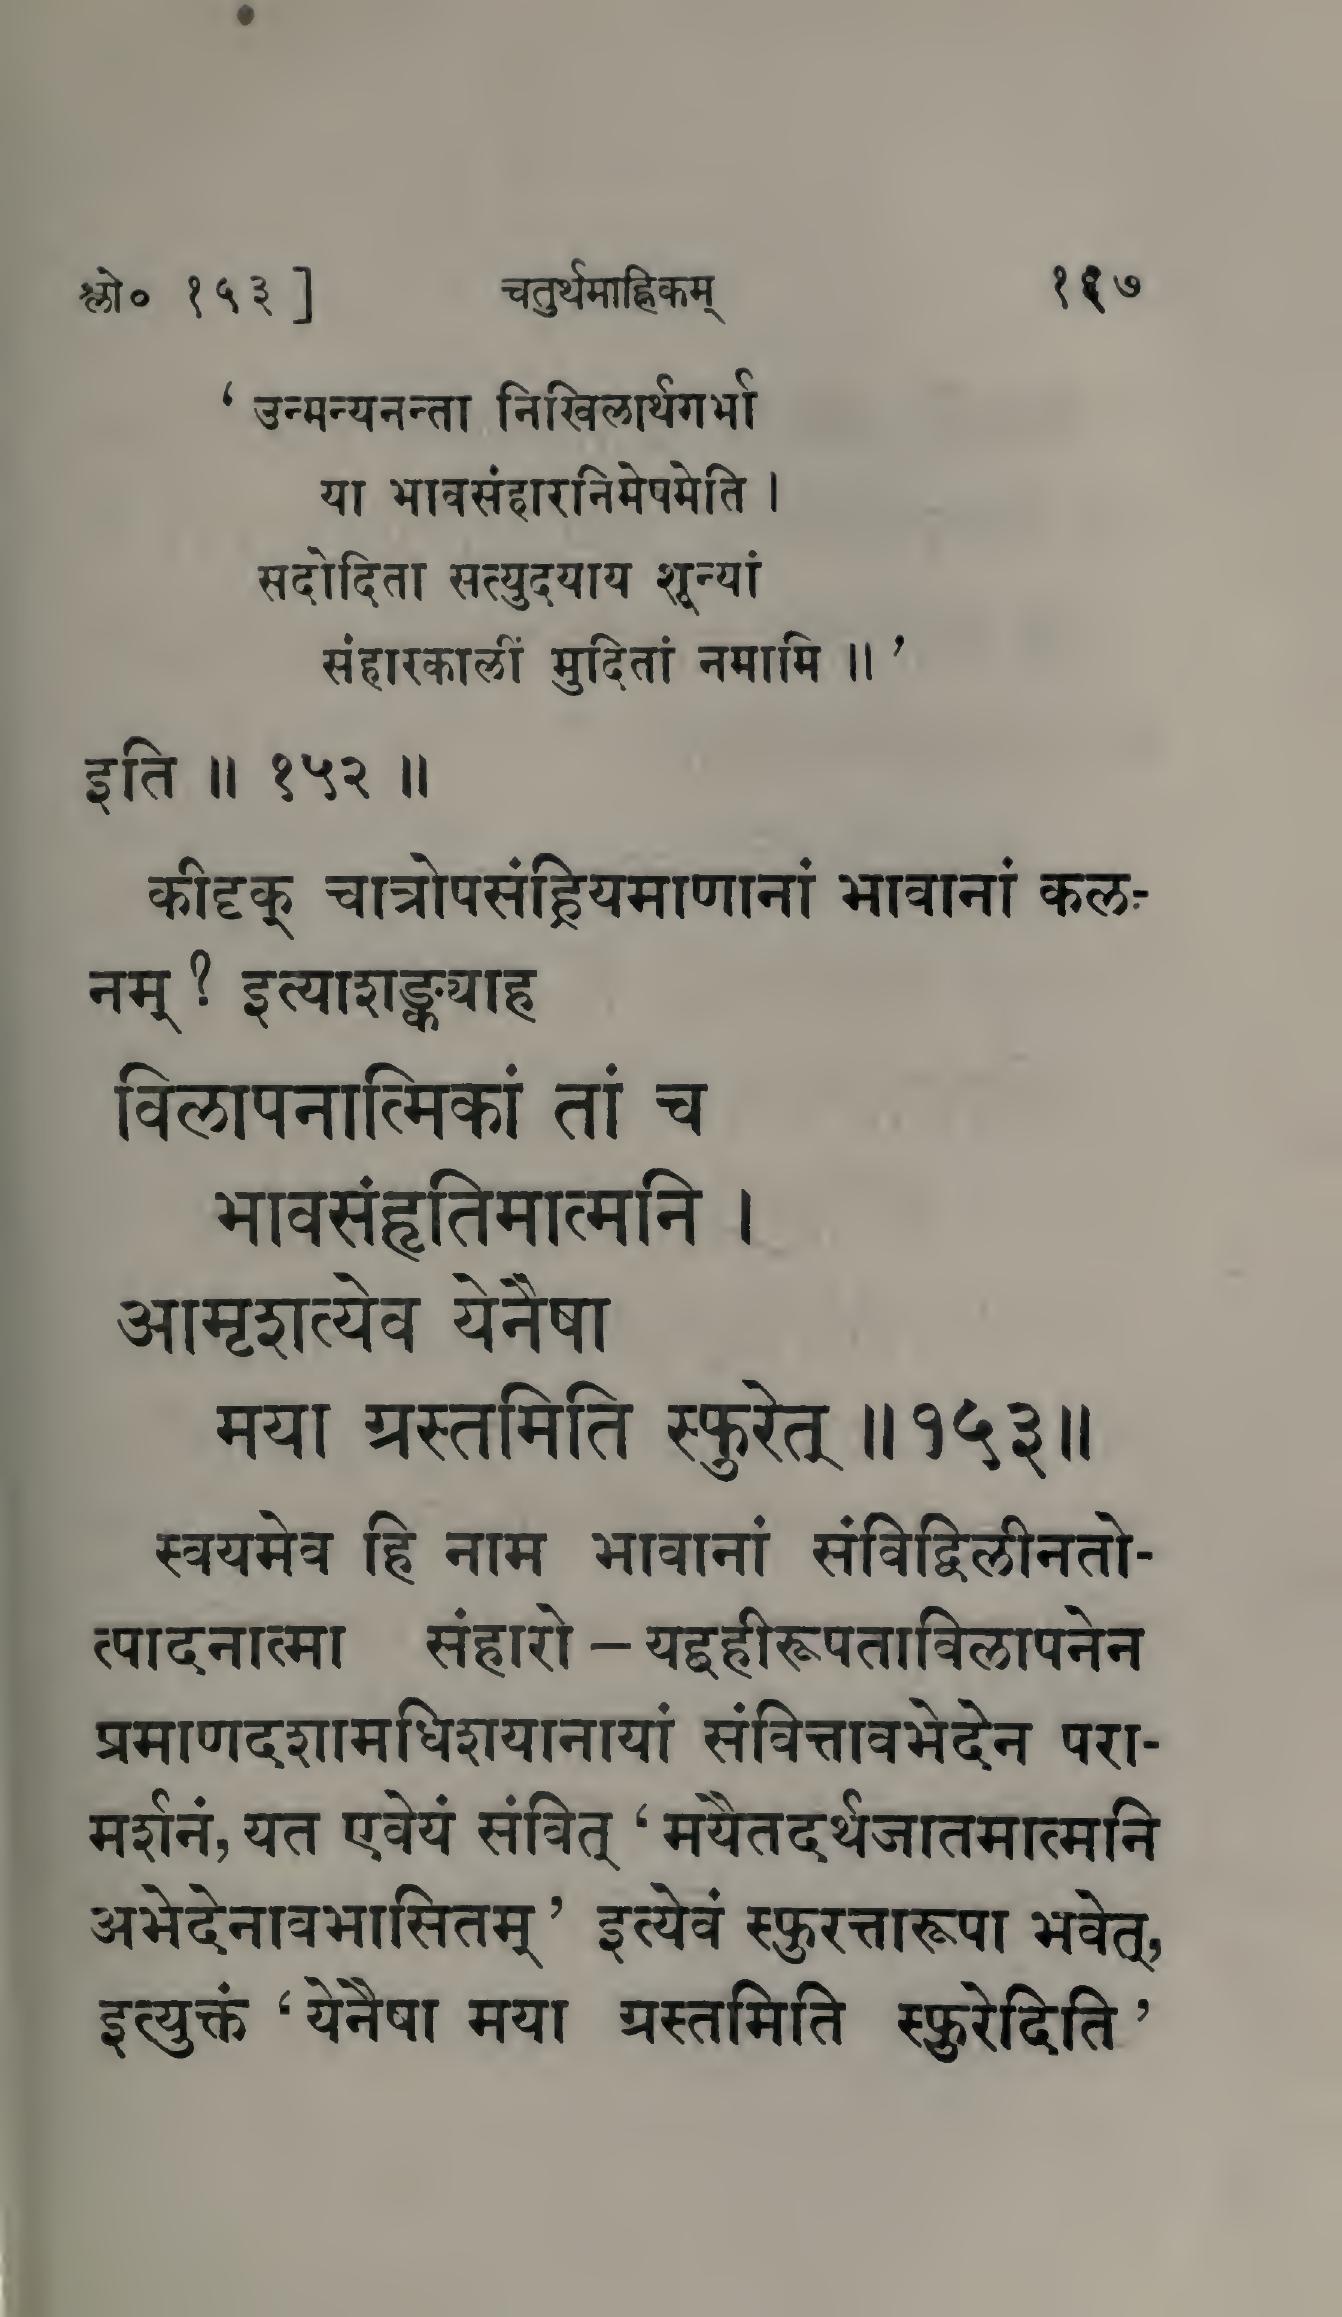 श्लो० १५३ ] चतुर्थमाह्निकम् १६७
‘ उन्मन्यनन्ता निखिलार्थगर्भा
या भावसंहारनिमेषमेति ।
सदोदिता सत्युदयाय शून्यां
संहारकालीं मुदितां नमामि ॥ ’
इति ॥ १५२ ॥
कीदृक् चात्रोपसंह्रियमाणानां भावानां कल-
नम् ? इत्याशङ्क्याह
विलापनात्मिकां तां च
भावसंहृतिमात्मनि ।
आमृशत्येव येनैषा
मया ग्रस्तमिति स्फुरेत् ॥१५३॥
स्वयमेव हि नाम भावानां संविद्विलीनतो-
त्पादनात्मा संहारो – यद्बहीरूपताविलापनेन
प्रमाणदशामधिशयानायां संवित्तावभेदेन परा-
मर्शनं, यत एवेयं संवित् ‘ मयैतदर्थजातमात्मनि
अभेदेनावभासितम् ’ इत्येवं स्फुरत्तारूपा भवेत्,
इत्युक्तं ‘ येनैषा मया ग्रस्तमिति स्फुरेदिति ’